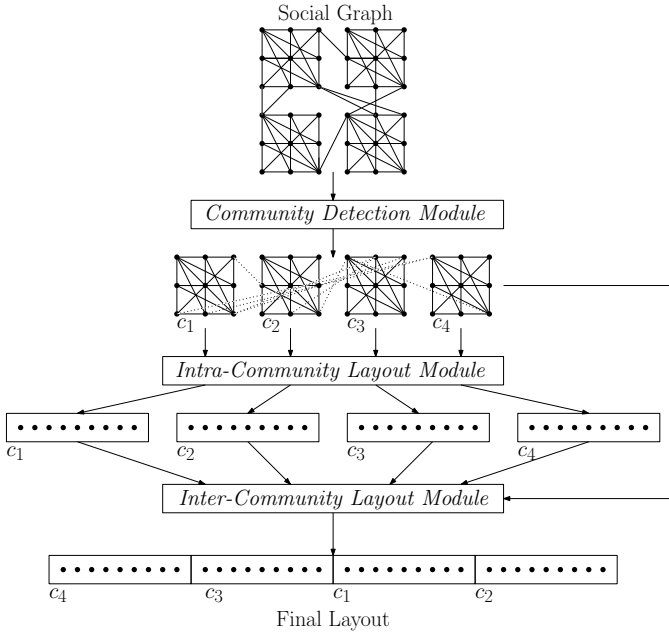 Social Graph
Community Detection Module
c1 c2 c3 c4
Intra-Community Layout Module
c1 c2 c3 c4
Inter-Community Layout Module
c4 c3 c1 c2
Final Layout